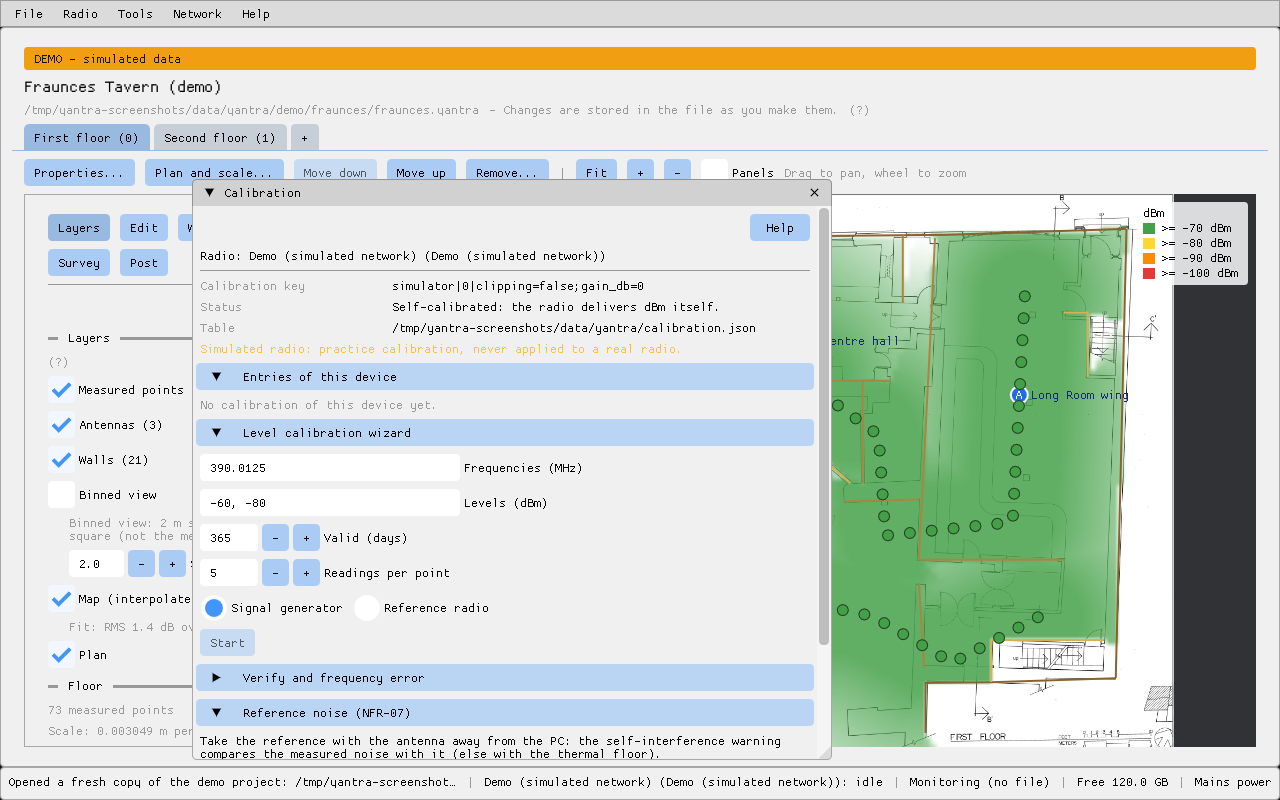 File Radio Tools Network Help
DEMO - simulated data
Fraunces Tavern (demo)
/tmp/yantra-screenshots/data/yantra/demo/fraunces/fraunces.yantra - Changes are stored in the file as you make them. (?)
First floor (0) Second floor (1) +
Properties... Plan and scale... Move down Move up Remove... | Fit + - Panels Drag to pan, wheel to zoom
Calibration
Layers Edit
Survey Post
Help
Radio: Demo (simulated network) (Demo (simulated network))
Calibration key simulator|0|clipping=false;gain_db=0
Status Self-calibrated: the radio delivers dBm itself.
Table /tmp/yantra-screenshots/data/yantra/calibration.json
Simulated radio: practice calibration, never applied to a real radio.
Entries of this device
No calibration of this device yet.
Level calibration wizard
390.0125 Frequencies (MHz)
-60, -80 Levels (dBm)
365 - + Valid (days)
5 - + Readings per point
Signal generator Reference radio
Start
Verify and frequency error
Reference noise (NFR-07)
Take the reference with the antenna away from the PC: the self-interference warning
compares the measured noise with it (else with the thermal floor).
Layers
(?)
Measured points
Antennas (3)
Walls (21)
Binned view
Binned view: 2 m s
square (not the me
2.0 - +
Map (interpolate
Fit: RMS 1.4 dB ov
Plan
Floor
73 measured points
Scale: 0.003049 m per
dBm
>= -70 dBm
>= -80 dBm
>= -90 dBm
>= -100 dBm
B
C'
entre hall
A Long Room wing
UP
B'
FIRST FLOOR
FEET
METERS
Opened a fresh copy of the demo project: /tmp/yantra-screenshot… | Demo (simulated network) (Demo (simulated network)): idle | Monitoring (no file) | Free 120.0 GB | Mains power